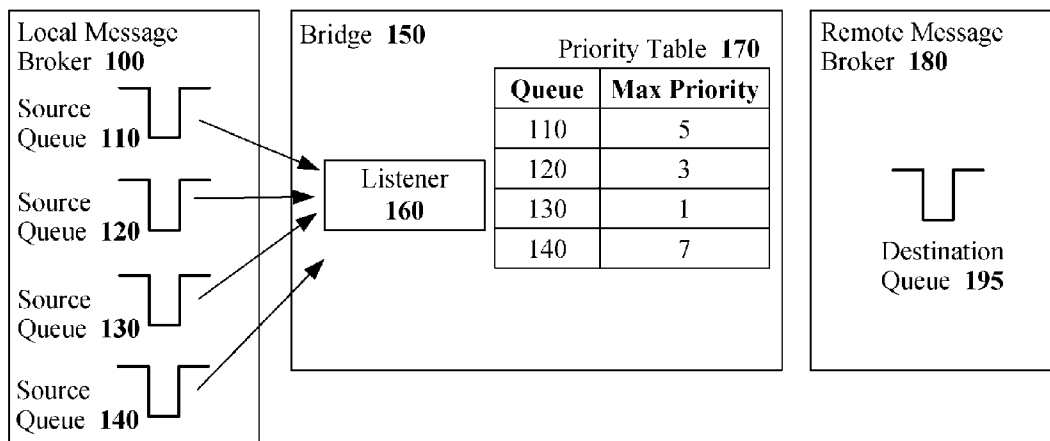 Local Message
Broker 100
Source
Queue 110
Source
Queue 120
Source
Queue 130
Source
Queue 140
Bridge 150
Listener
160
Priority Table 170
Queue Max Priority
110 5
120 3
130 1
140 7
Remote Message
Broker 180
Destination
Queue 195